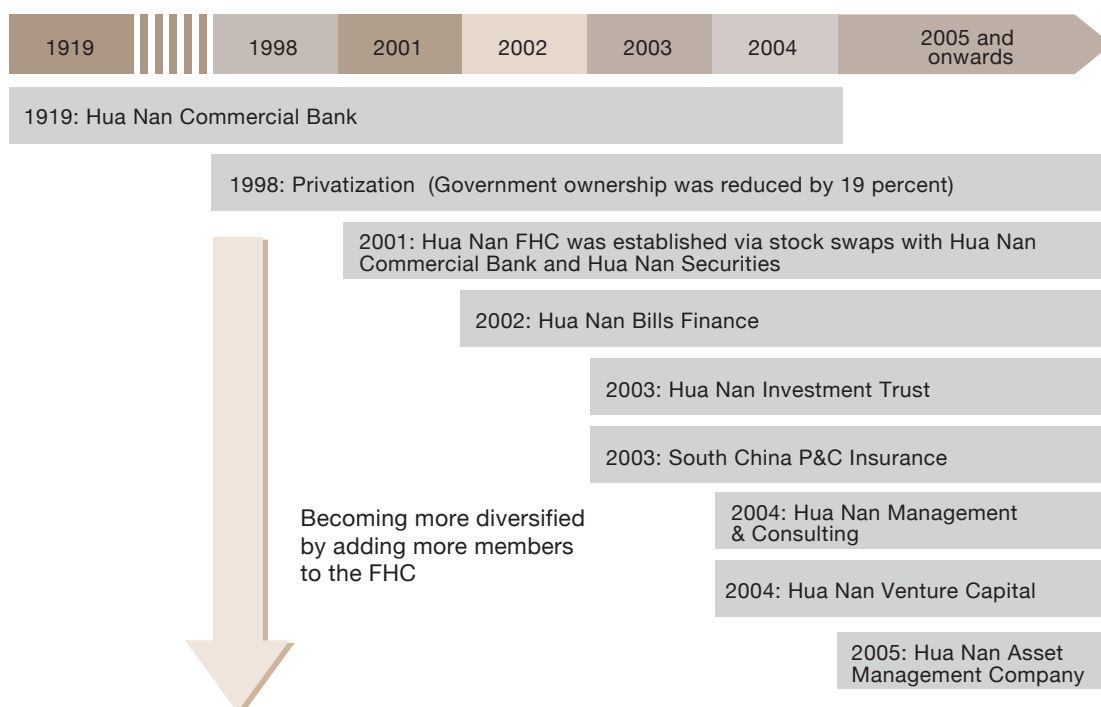 1919
1998
2001
2002
2003
2004
2005 and
onwards
1919: Hua Nan Commercial Bank
1998: Privatization (Government ownership was reduced by 19 percent)
2001: Hua Nan FHC was established via stock swaps with Hua Nan
Commercial Bank and Hua Nan Securities
2002: Hua Nan Bills Finance
2003: Hua Nan Investment Trust
2003: South China P&C Insurance
2004: Hua Nan Management
& Consulting
2004: Hua Nan Venture Capital
2005: Hua Nan Asset
Management Company
Becoming more diversified
by adding more members
to the FHC